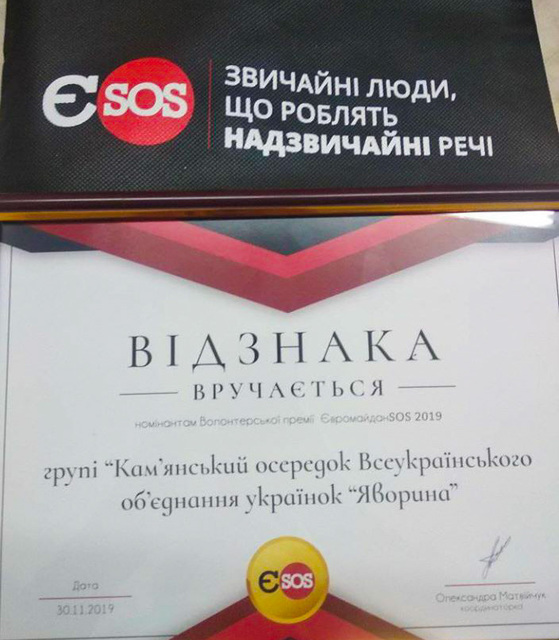 ЄSOS
ЗВИЧАЙНІ ЛЮДИ,
ЩО РОБЛЯТЬ
НАДЗВИЧАЙНІ РЕЧІ
ВІДЗНАКА
ВРУЧАЄТЬСЯ
номінантам Волонтерської премії ЄвромайданSOS 2019
групі “Кам’янський осередок Всеукраїнського
об’єднання українок “Яворина”
ЄSOS
Дата
30.11.2019
Олександра Матвійчук
координаторка